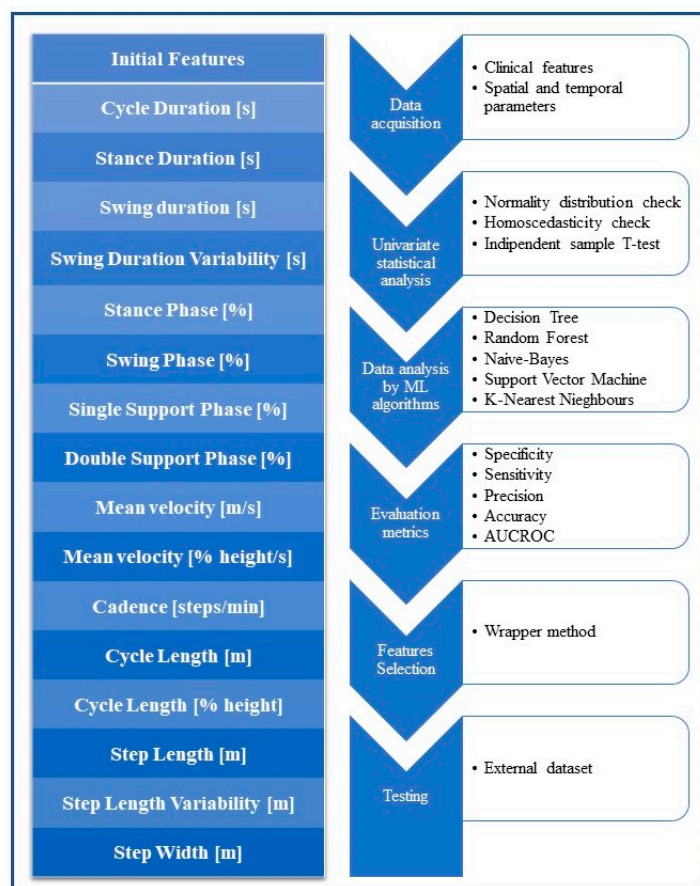 Initial Features
Cycle Duration [s]
Stance Duration [s]
Swing duration [s]
Swing Duration Variability [s]
Stance Phase [%]
Swing Phase [%]
Single Support Phase [%]
Double Support Phase [%]
Mean velocity [m/s]
Mean velocity [% height/s]
Cadence [steps/min]
Cycle Length [m]
Cycle Length [% height]
Step Length [m]
Step Length Variability [m]
Step Width [m]
Data
acquisition
• Clinical features
• Spatial and temporal
parameters
Univariate
statistical
analysis
• Normality distribution check
• Homoscedasticity check
• Indipendent sample T-test
Data analysis
by ML
algorithms
• Decision Tree
• Random Forest
• Naive-Bayes
• Support Vector Machine
• K-Nearest Nieghbours
Evaluation
metrics
• Specificity
• Sensitivity
• Precision
• Accuracy
• AUCROC
Features
Selection
• Wrapper method
Testing
• External dataset